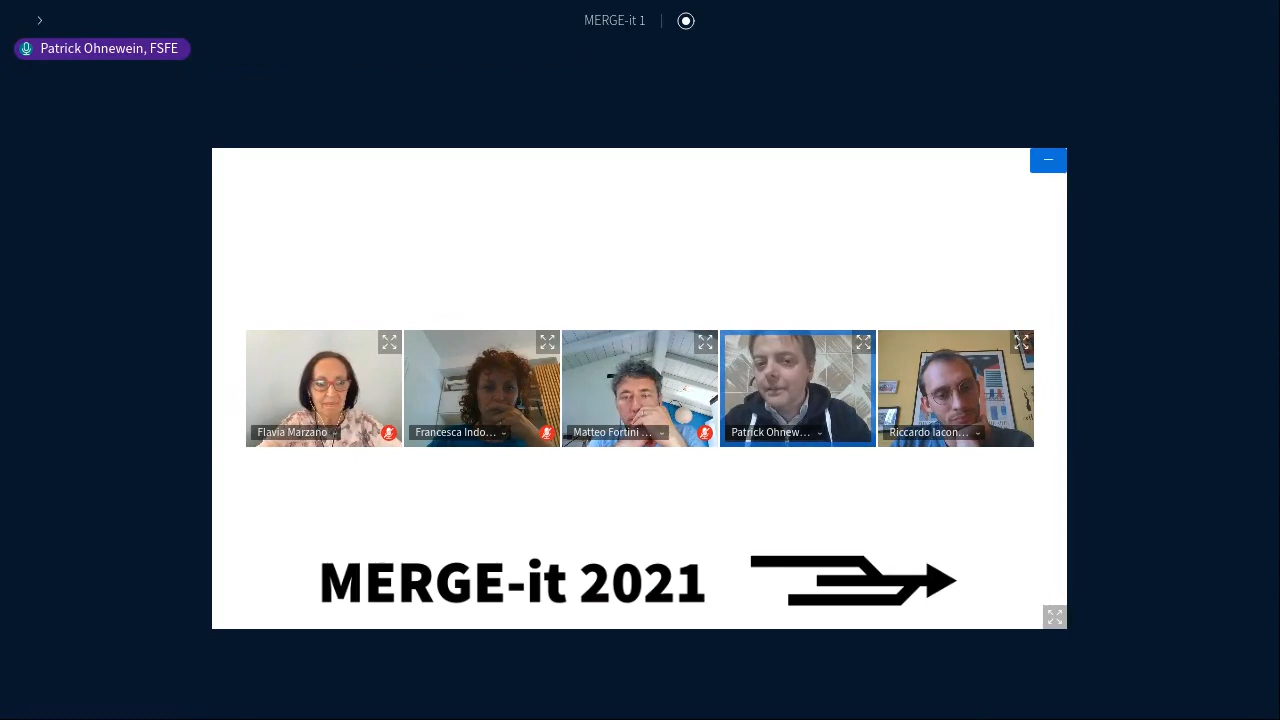 MERGE-it 1
Patrick Ohnewein, FSFE
Flavia Marzano
Francesca Indo...
Matteo Fortini ...
Patrick Ohnew...
Riccardo Iacon...
MERGE-it 2021